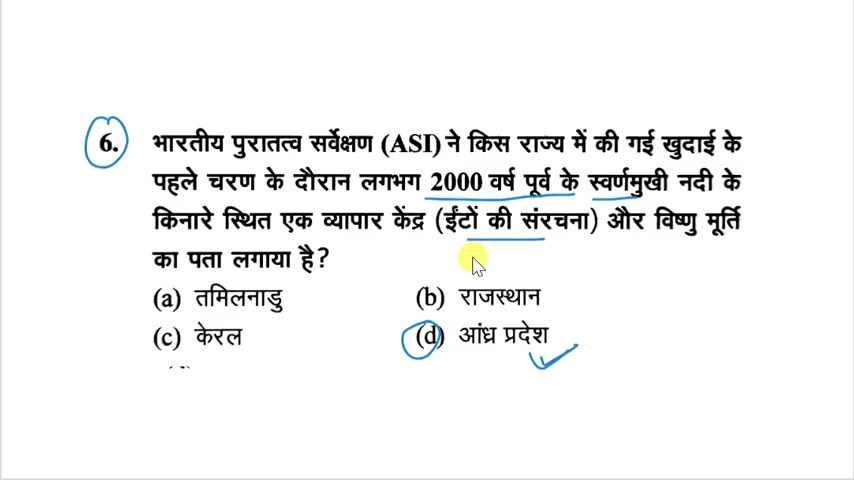 6. भारतीय पुरातत्व सर्वेक्षण (ASI) ने किस राज्य में की गई खुदाई के
पहले चरण के दौरान लगभग 2000 वर्ष पूर्व के स्वर्णमुखी नदी के
किनारे स्थित एक व्यापार केंद्र (ईंटों की संरचना) और विष्णु मूर्ति
का पता लगाया है?
(a) तमिलनाडु (b) राजस्थान
(c) केरल (d) आंध्र प्रदेश